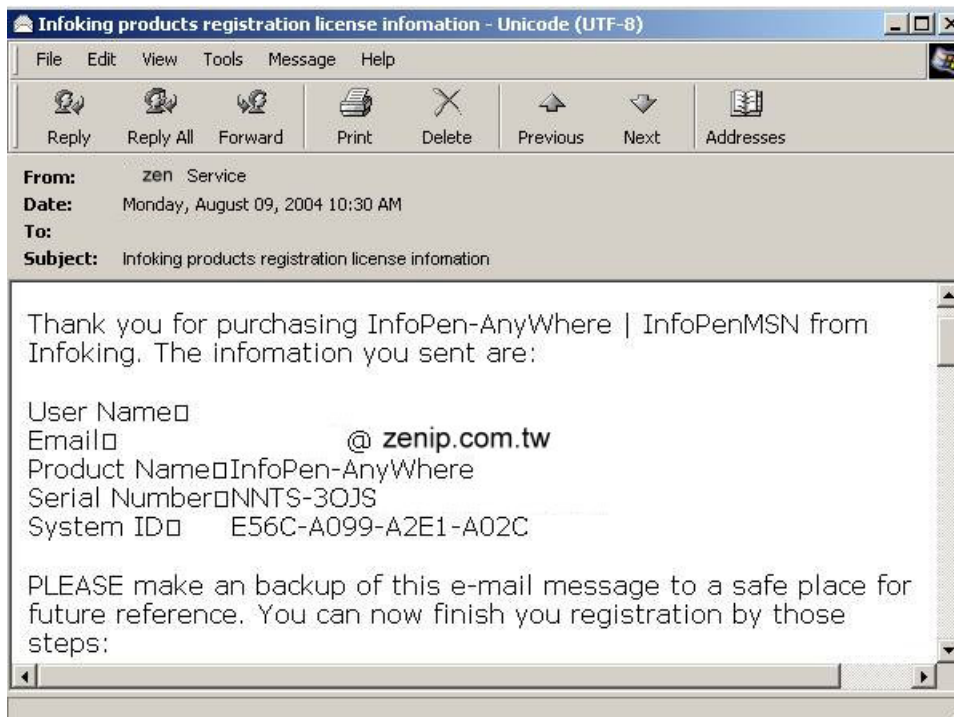 Infoking products registration license infomation - Unicode (UTF-8)
File Edit View Tools Message Help
Reply Reply All Forward Print Delete Previous Next Addresses
From: zen Service
Date: Monday, August 09, 2004 10:30 AM
To:
Subject: Infoking products registration license infomation
Thank you for purchasing InfoPen-AnyWhere | InfoPenMSN from
Infoking. The infomation you sent are:
User Name□
Email□ @ zenip.com.tw
Product Name□InfoPen-AnyWhere
Serial Number□NNTS-3OJS
System ID□ E56C-A099-A2E1-A02C
PLEASE make an backup of this e-mail message to a safe place for
future reference. You can now finish you registration by those
steps: